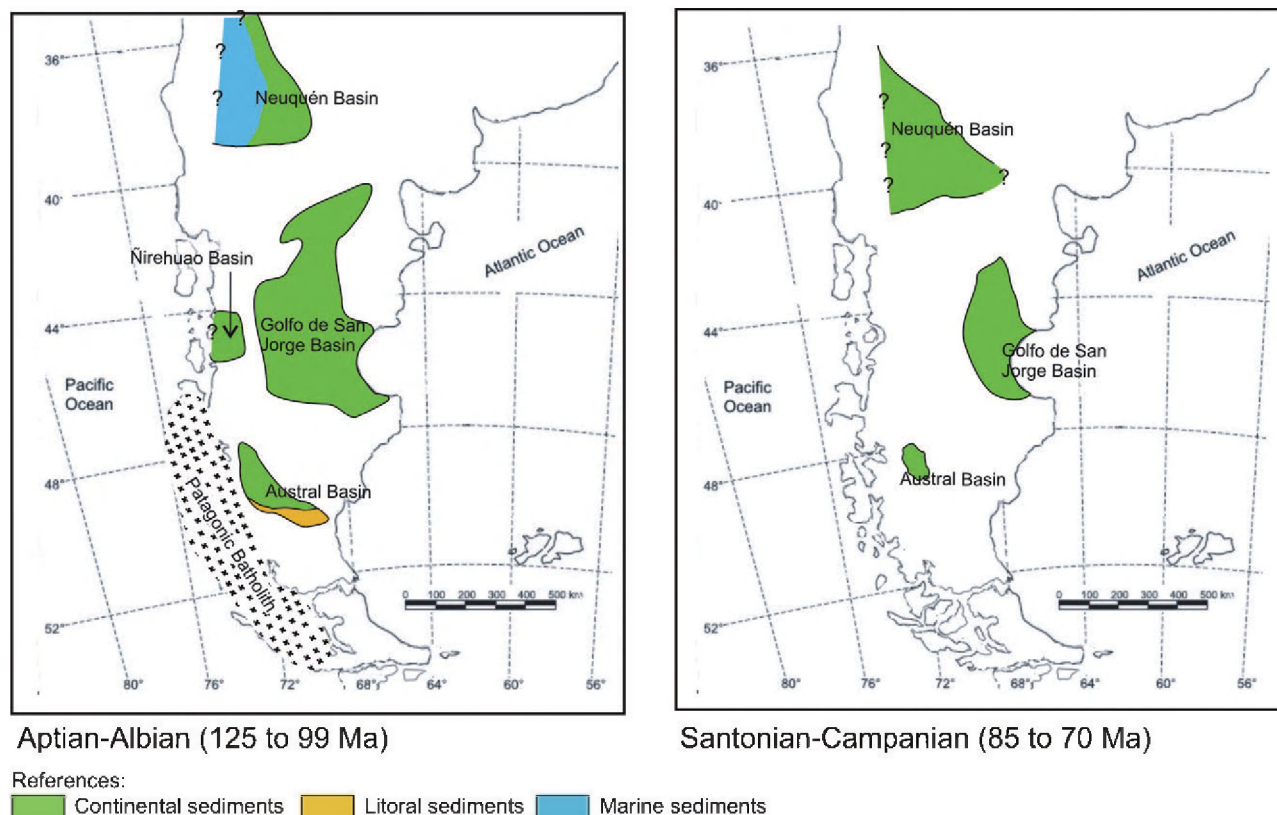 36°
40°
44°
48°
52°
?
?
?
Neuquén Basin
Ñirehuao Basin
?
Golfo de San
Jorge Basin
Atlantic Ocean
Pacific
Ocean
Austral Basin
Patagonic Batholith
0 100 200 300 400 500 km
80°
76°
72°
68°
64°
60°
56°
36°
40°
44°
48°
52°
?
?
?
?
Neuquén Basin
Atlantic Ocean
Golfo de San
Jorge Basin
Pacific
Ocean
Austral Basin
0 100 200 300 400 500 km
80°
76°
72°
68°
64°
60°
56°
Aptian-Albian (125 to 99 Ma)
Santonian-Campanian (85 to 70 Ma)
References:
Continental sediments
Litoral sediments
Marine sediments